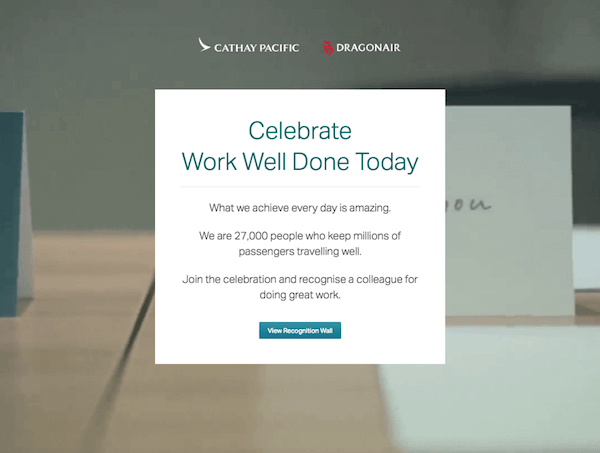 CATHAY PACIFIC DRAGONAIR
Celebrate
Work Well Done Today
What we achieve every day is amazing.
We are 27,000 people who keep millions of
passengers travelling well.
Join the celebration and recognise a colleague for
doing great work.
you
View Recognition Wall